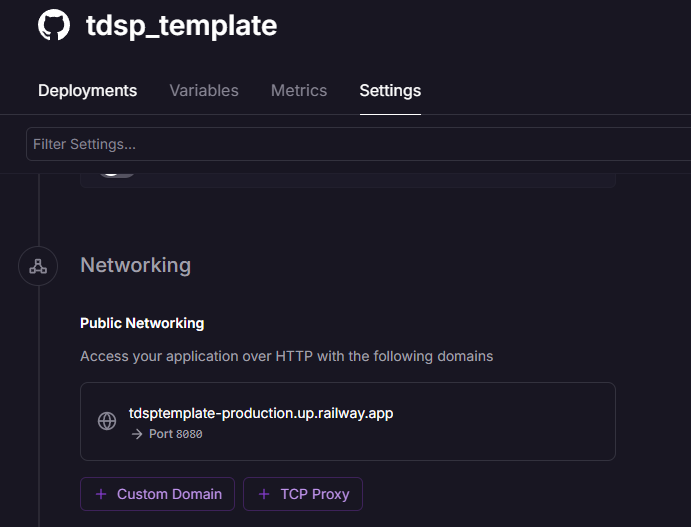 tdsp_template
Deployments Variables Metrics Settings
Filter Settings...
Networking
Public Networking
Access your application over HTTP with the following domains
tdsptemplate-production.up.railway.app
→ Port 8080
+ Custom Domain + TCP Proxy